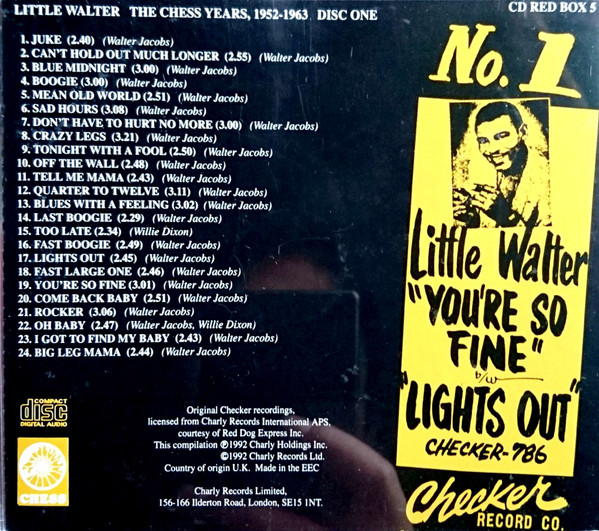 LITTLE WALTER THE CHESS YEARS, 1952-1963 DISC ONE
CD RED BOX 5
1. JUKE (2.40) (Walter Jacobs)
2. CAN'T HOLD OUT MUCH LONGER (2.55) (Walter Jacobs)
3. BLUE MIDNIGHT (3.00) (Walter Jacobs)
4. BOOGIE (3.00) (Walter Jacobs)
5. MEAN OLD WORLD (2.51) (Walter Jacobs)
6. SAD HOURS (3.08) (Walter Jacobs)
7. DON'T HAVE TO HURT NO MORE (3.00) (Walter Jacobs)
8. CRAZY LEGS (3.21) (Walter Jacobs)
9. TONIGHT WITH A FOOL (2.50) (Walter Jacobs)
10. OFF THE WALL (2.48) (Walter Jacobs)
11. TELL ME MAMA (2.43) (Walter Jacobs)
12. QUARTER TO TWELVE (3.11) (Walter Jacobs)
13. BLUES WITH A FEELING (3.02) (Walter Jacobs)
14. LAST BOOGIE (2.29) (Walter Jacobs)
15. TOO LATE (2.34) (Willie Dixon)
16. FAST BOOGIE (2.49) (Walter Jacobs)
17. LIGHTS OUT (2.45) (Walter Jacobs)
18. FAST LARGE ONE (2.46) (Walter Jacobs)
19. YOU'RE SO FINE (3.01) (Walter Jacobs)
20. COME BACK BABY (2.51) (Walter Jacobs)
21. ROCKER (3.06) (Walter Jacobs)
22. OH BABY (2.47) (Walter Jacobs, Willie Dixon)
23. I GOT TO FIND MY BABY (2.43) (Walter Jacobs)
24. BIG LEG MAMA (2.44) (Walter Jacobs)
No. 1
Little Walter
"YOU'RE SO
FINE"
b/w
"LIGHTS OUT"
CHECKER-786
Checker
RECORD CO.
COMPACT
disc
DIGITAL AUDIO
CHESS
Original Checker recordings,
licensed from Charly Records International APS,
courtesy of Red Dog Express Inc.
This compilation ℗1992 Charly Holdings Inc.
©1992 Charly Records Ltd.
Country of origin U.K. Made in the EEC
Charly Records Limited,
156-166 Ilderton Road, London, SE15 1NT.